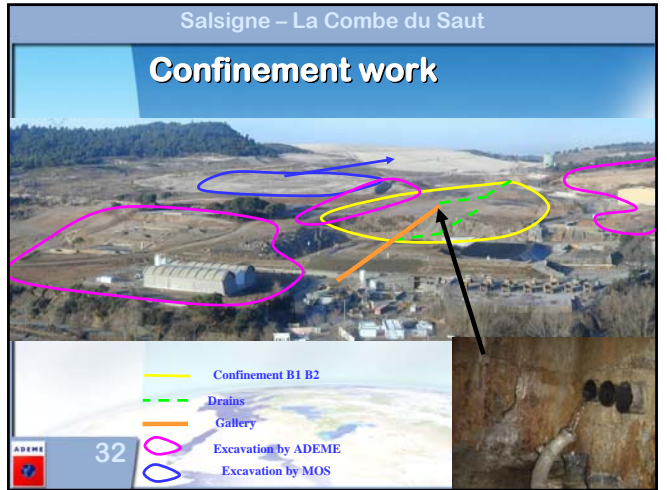 Salsigne – La Combe du Saut
Confinement work
Confinement B1 B2
Drains
Gallery
Excavation by ADEME
Excavation by MOS
ADEME
32